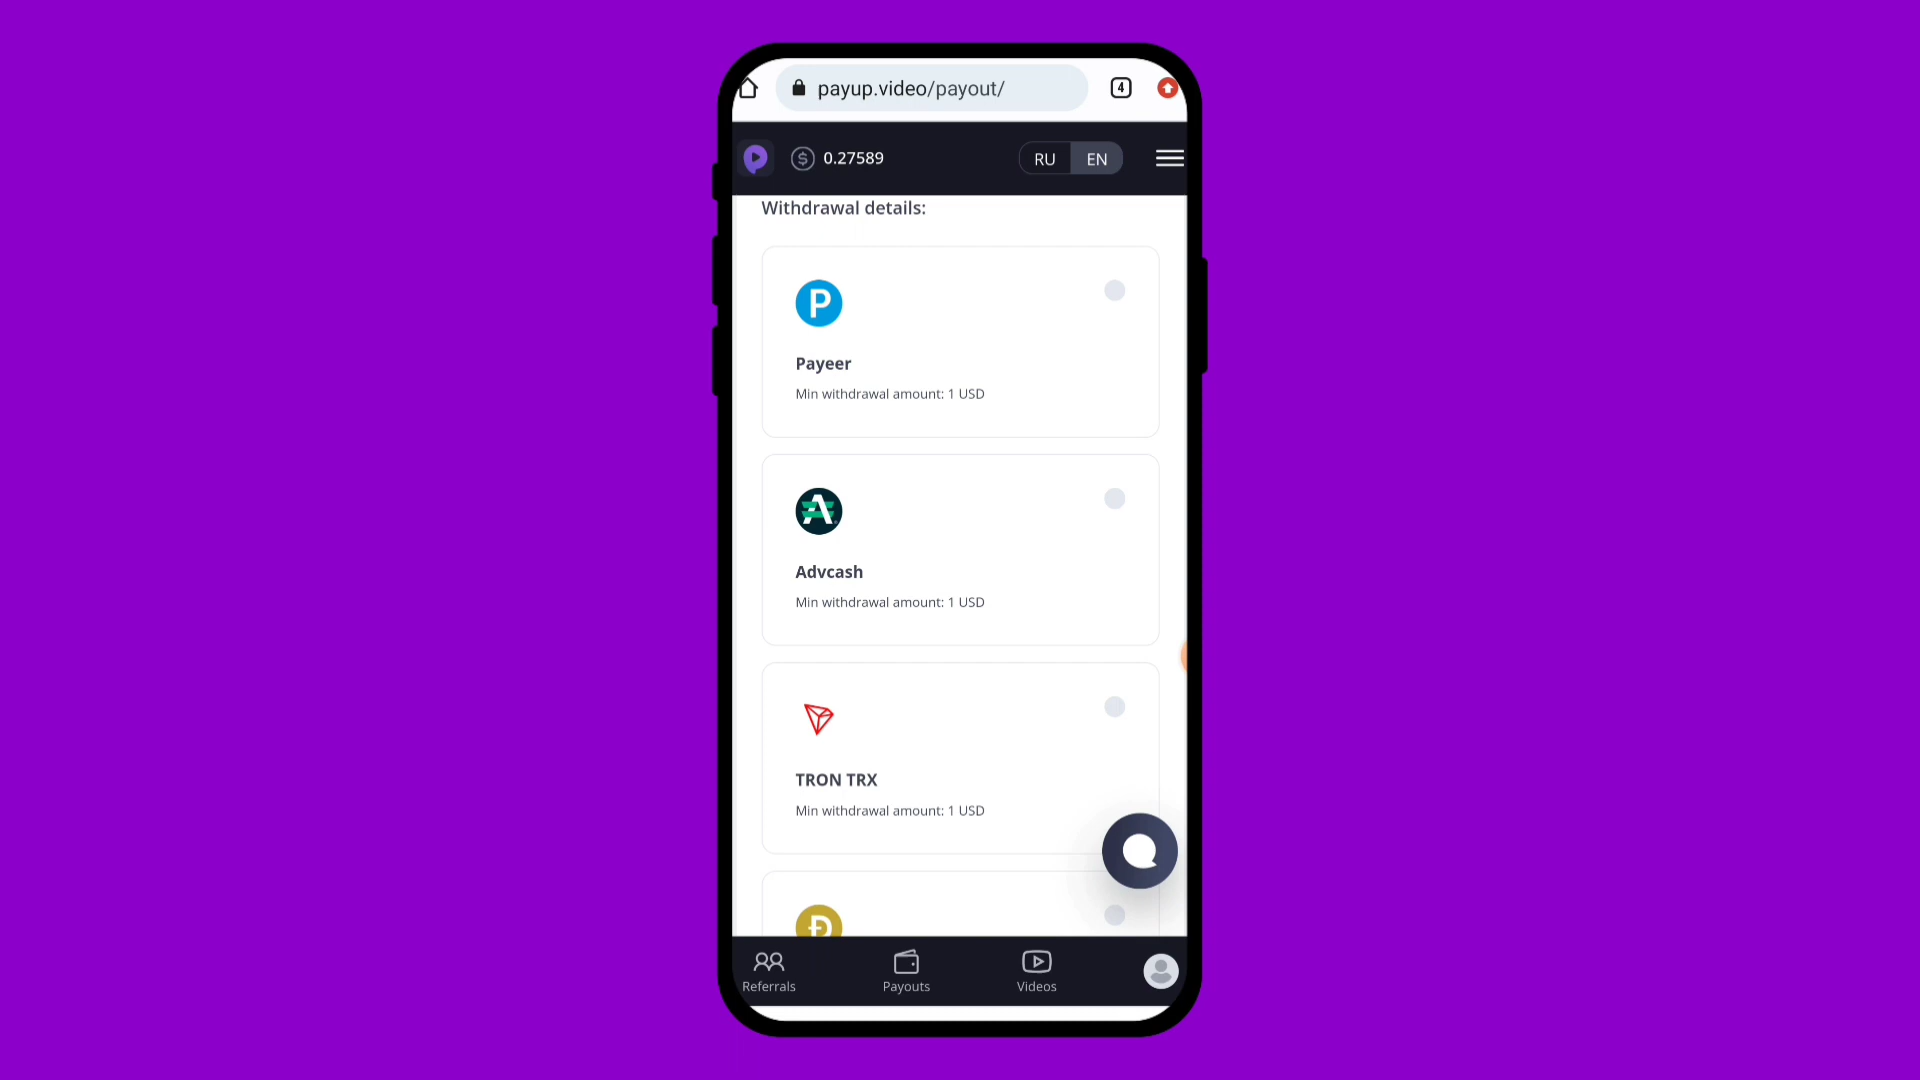 payup.video/payout/
4
0.27589
RU
EN
Withdrawal details:
Payeer
Min withdrawal amount: 1 USD
Advcash
Min withdrawal amount: 1 USD
TRON TRX
Min withdrawal amount: 1 USD
Referrals
Payouts
Videos